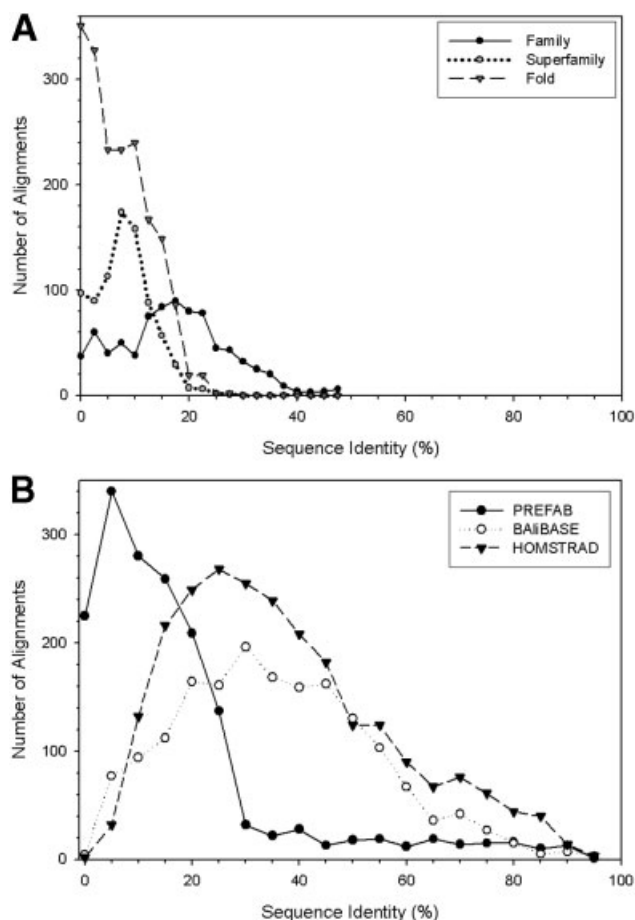 A
Number of Alignments
300
200
100
0
Family
Superfamily
Fold
0 20 40 60 80 100
Sequence Identity (%)
B
Number of Alignments
300
200
100
0
PREFAB
BAliBASE
HOMSTRAD
0 20 40 60 80 100
Sequence Identity (%)